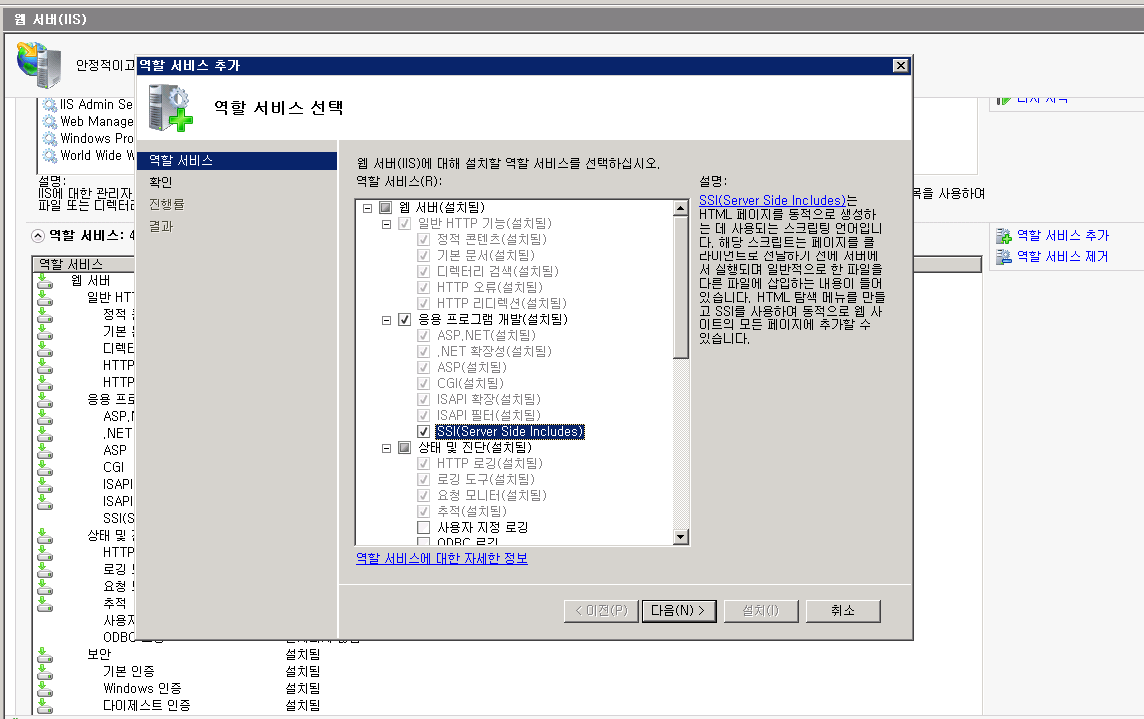 웹 서버(IIS)
안정적이고
역할 서비스 추가
역할 서비스 선택
IIS Admin Se
Web Manage
Windows Pro
World Wide W
설명:
IIS에 대한 관리자
파일 또는 디렉터리
록을 사용하여
역할 서비스: 4
역할 서비스 추가
역할 서비스 제거
역할 서비스
웹 서버
일반 HT
정적 콘
기본 문
디렉터
HTTP
HTTP
응용 프로
ASP.N
.NET
ASP
CGI
ISAPI
ISAPI
SSI(S
상태 및 진
HTTP
로깅 도
요청 모
추적
사용자
ODBC 로깅
보안 설치됨
기본 인증 설치됨
Windows 인증 설치됨
다이제스트 인증 설치됨
역할 서비스
확인
진행률
결과
웹 서버(IIS)에 대해 설치할 역할 서비스를 선택하십시오.
역할 서비스(R):
웹 서버(설치됨)
일반 HTTP 기능(설치됨)
정적 콘텐츠(설치됨)
기본 문서(설치됨)
디렉터리 검색(설치됨)
HTTP 오류(설치됨)
HTTP 리디렉션(설치됨)
응용 프로그램 개발(설치됨)
ASP.NET(설치됨)
.NET 확장성(설치됨)
ASP(설치됨)
CGI(설치됨)
ISAPI 확장(설치됨)
ISAPI 필터(설치됨)
SSI(Server Side Includes)
상태 및 진단(설치됨)
HTTP 로깅(설치됨)
로깅 도구(설치됨)
요청 모니터(설치됨)
추적(설치됨)
사용자 지정 로깅
ODBC 로깅
역할 서비스에 대한 자세한 정보
설명:
SSI(Server Side Includes)는
HTML 페이지를 동적으로 생성하
는 데 사용되는 스크립팅 언어입니
다. 해당 스크립트는 페이지를 클
라이언트로 전달하기 전에 서버에
서 실행되며 일반적으로 한 파일을
다른 파일에 삽입하는 내용이 들어
있습니다. HTML 탐색 메뉴를 만들
고 SSI를 사용하여 동적으로 웹 사
이트의 모든 페이지에 추가할 수
있습니다.
< 이전(P)
다음(N) >
설치(I)
취소